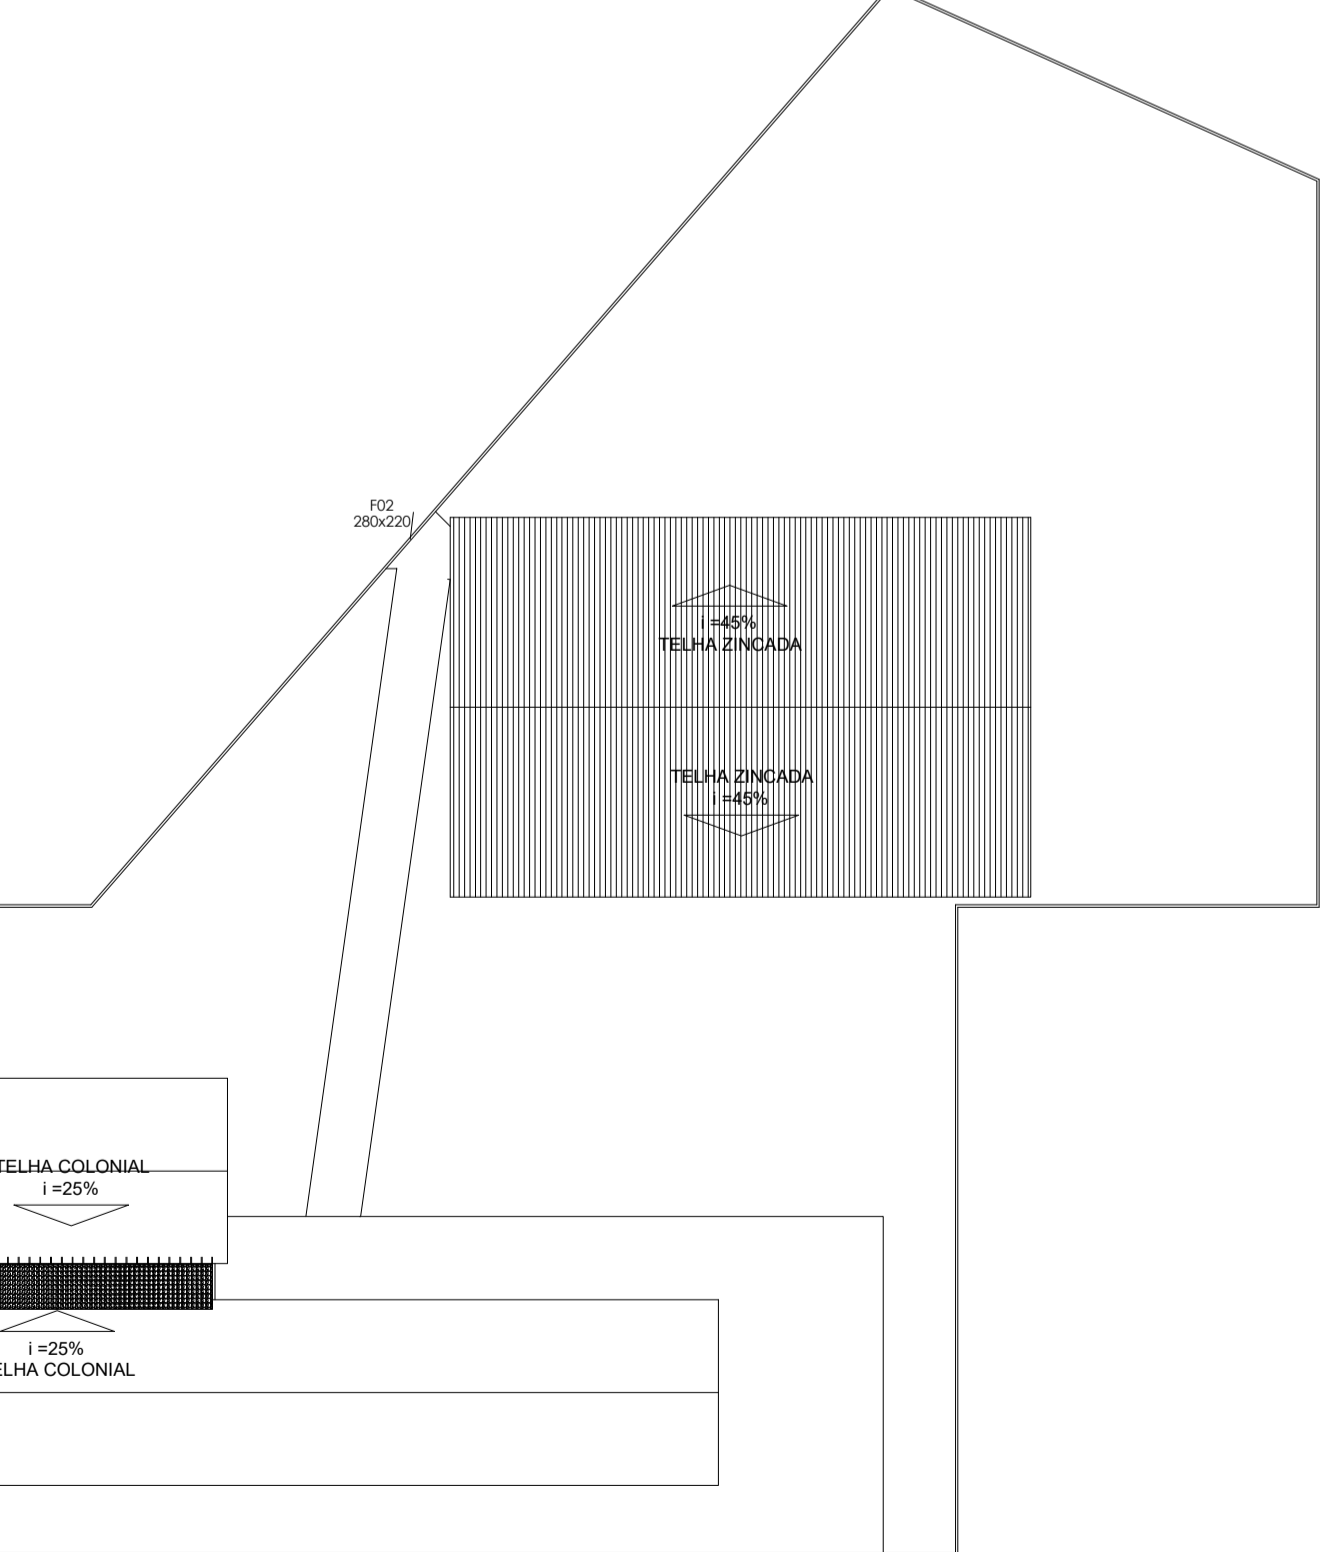 F02
280x220
i =45%
TELHA ZINCADA
TELHA ZINCADA
i =45%
TELHA COLONIAL
i =25%
i =25%
ELHA COLONIAL